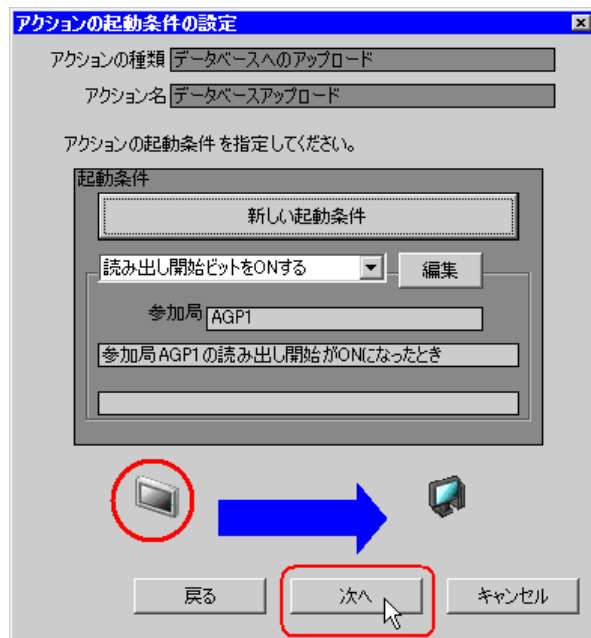 アクションの起動条件の設定
アクションの種類 データベースへのアップロード
アクション名 データベースアップロード
アクションの起動条件 を指定してください。
起動条件
新しい起動条件
読み出し開始ビットをONする 編集
参加局 AGP1
参加局 AGP1 の読み出し開始がONになったとき
戻る 次へ キャンセル